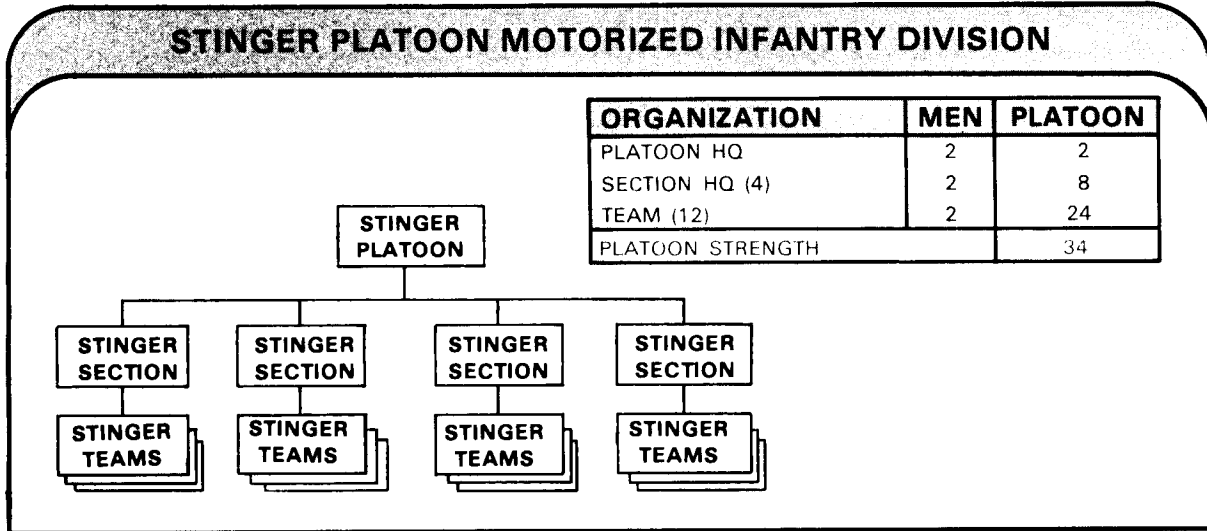 STINGER PLATOON MOTORIZED INFANTRY DIVISION
ORGANIZATION MEN PLATOON
PLATOON HQ 2 2
SECTION HQ (4) 2 8
TEAM (12) 2 24
PLATOON STRENGTH 34
STINGER
PLATOON
STINGER
SECTION
STINGER
SECTION
STINGER
SECTION
STINGER
SECTION
STINGER
TEAMS
STINGER
TEAMS
STINGER
TEAMS
STINGER
TEAMS